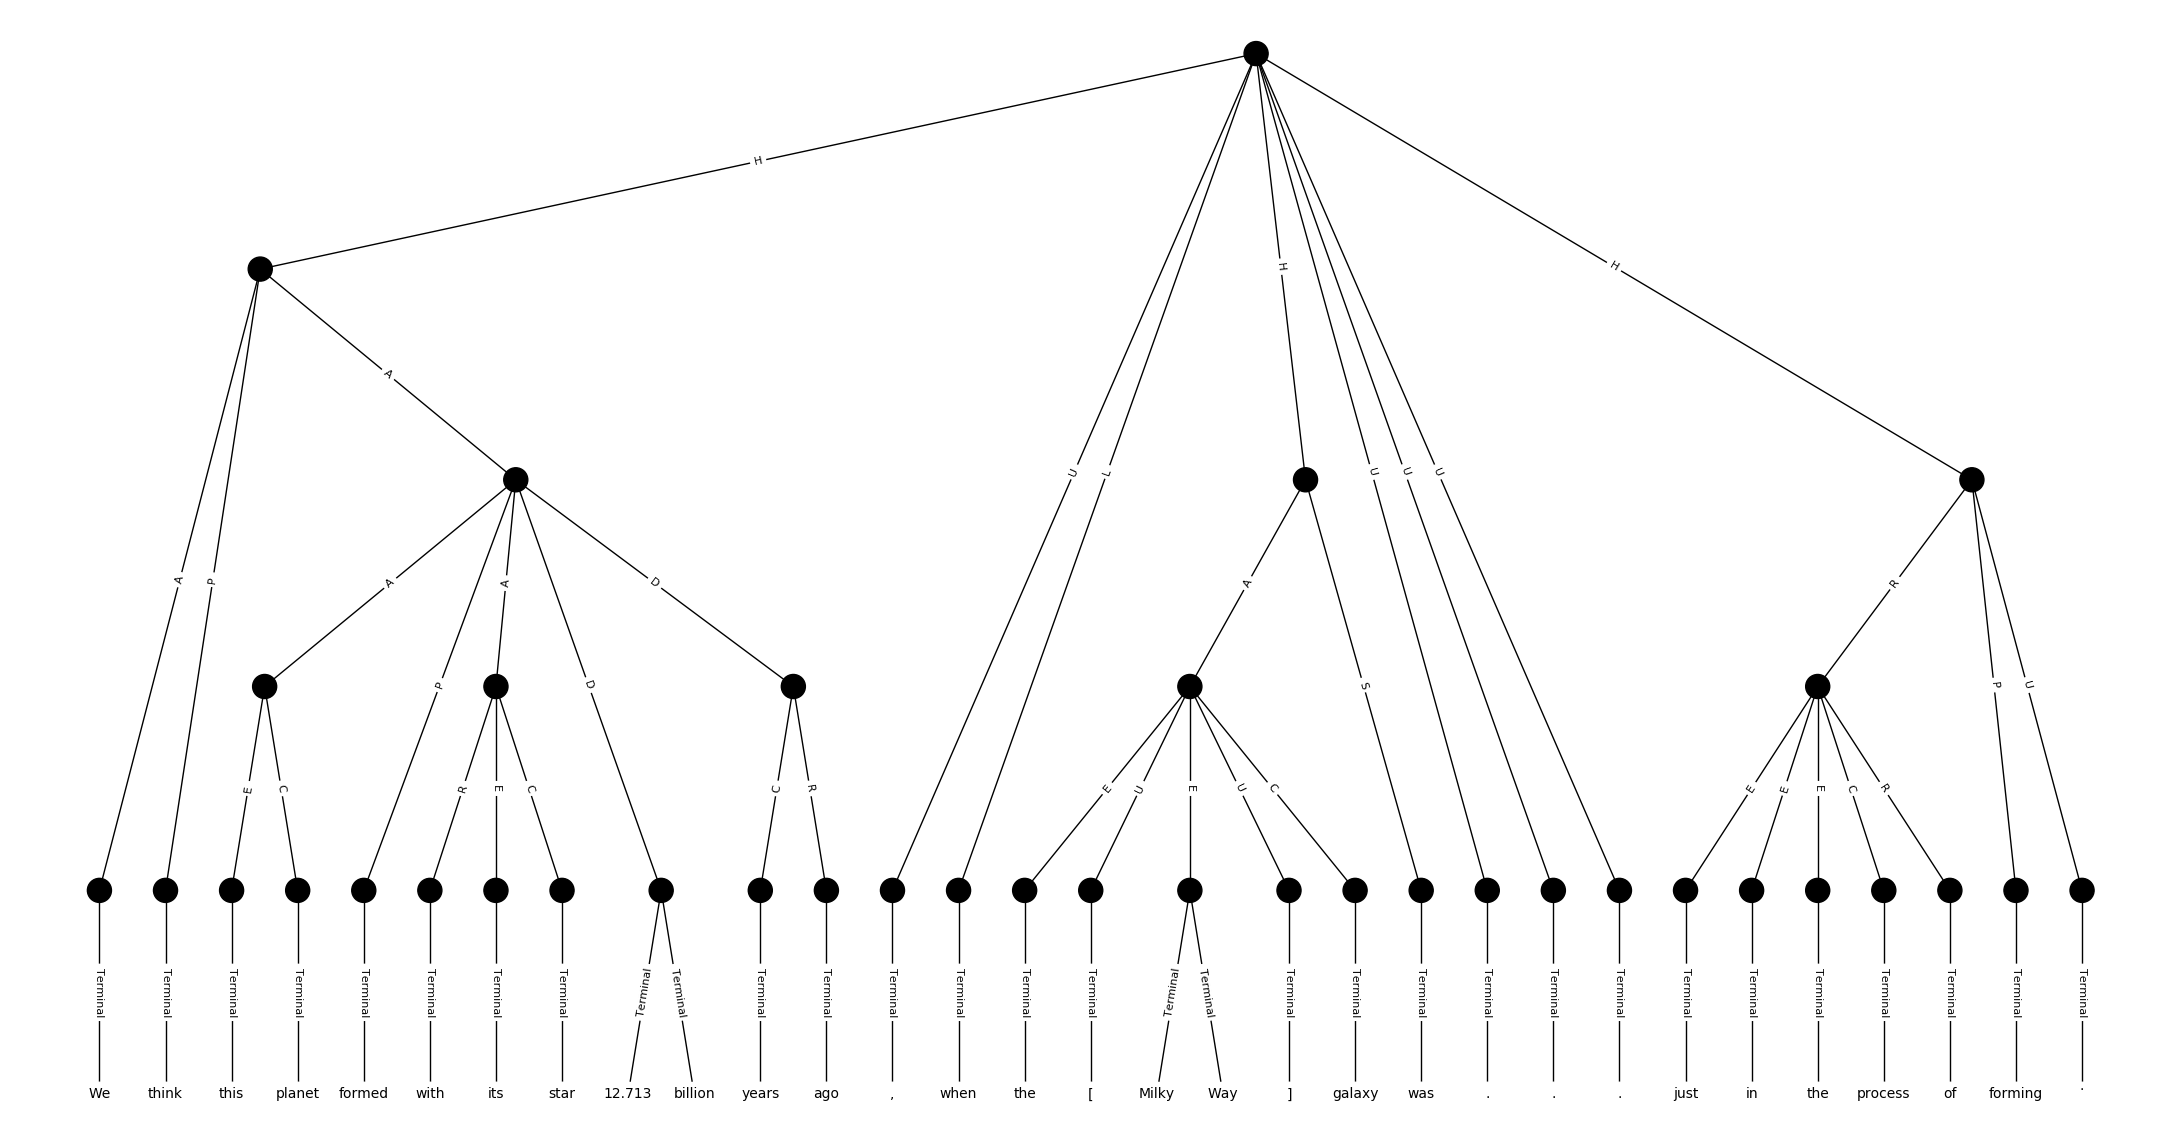 H
A
H
H
U
L
U
U
U
A
P
A
P
A
D
D
A
S
R
P
U
E
C
R
E
C
C
R
E
U
E
U
C
E
E
E
C
R
Terminal Terminal Terminal Terminal Terminal Terminal Terminal Terminal Terminal Terminal Terminal Terminal Terminal Terminal Terminal Terminal Terminal Terminal Terminal Terminal Terminal Terminal Terminal Terminal Terminal Terminal Terminal Terminal Terminal Terminal Terminal
We think this planet formed with its star 12.713 billion years ago , when the [ Milky Way ] galaxy was . . . just in the process of forming .